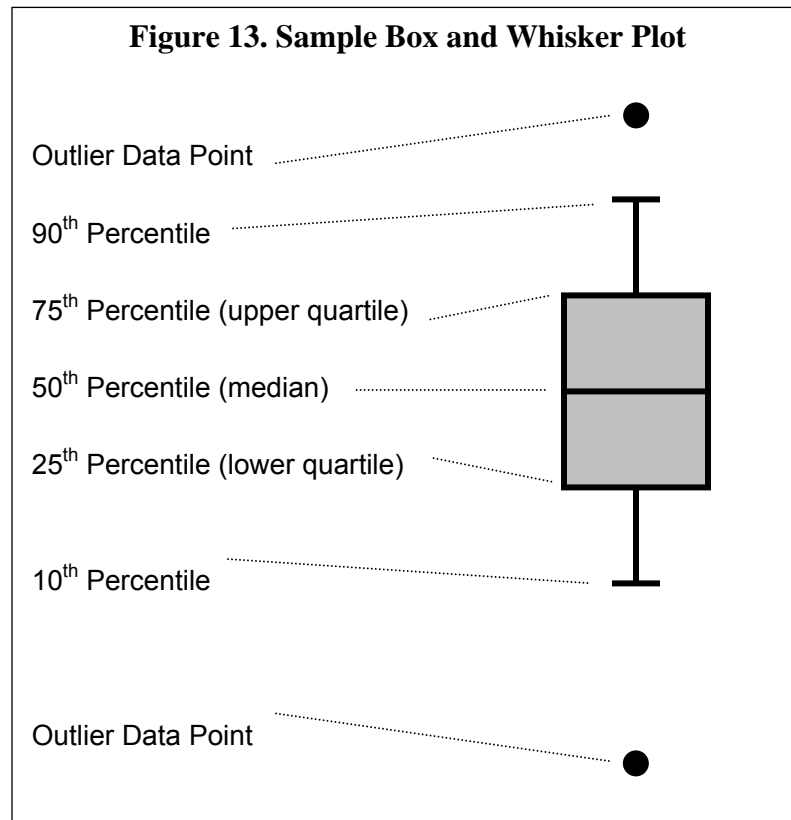 Figure 13. Sample Box and Whisker Plot
Outlier Data Point
90th Percentile
75th Percentile (upper quartile)
50th Percentile (median)
25th Percentile (lower quartile)
10th Percentile
Outlier Data Point